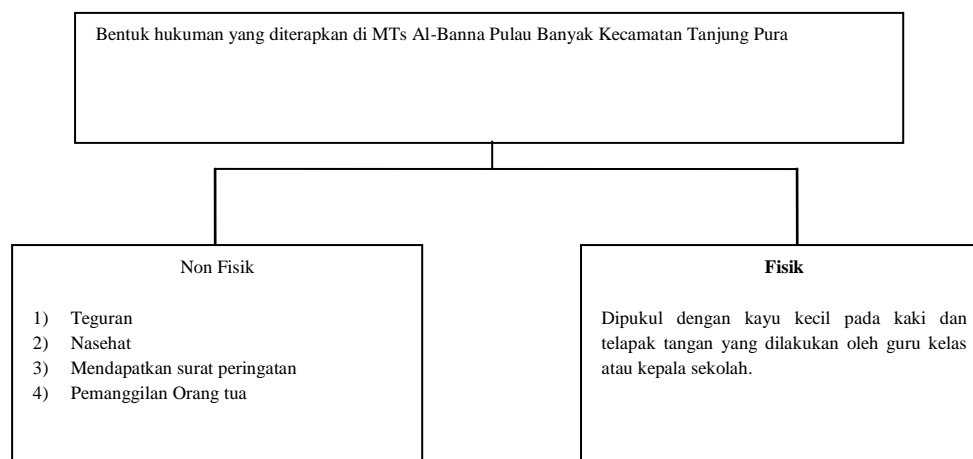 Bentuk hukuman yang diterapkan di MTs Al-Banna Pulau Banyak Kecamatan Tanjung Pura
Non Fisik
1) Teguran
2) Nasehat
3) Mendapatkan surat peringatan
4) Pemanggilan Orang tua
Fisik
Dipukul dengan kayu kecil pada kaki dan
telapak tangan yang dilakukan oleh guru kelas
atau kepala sekolah.